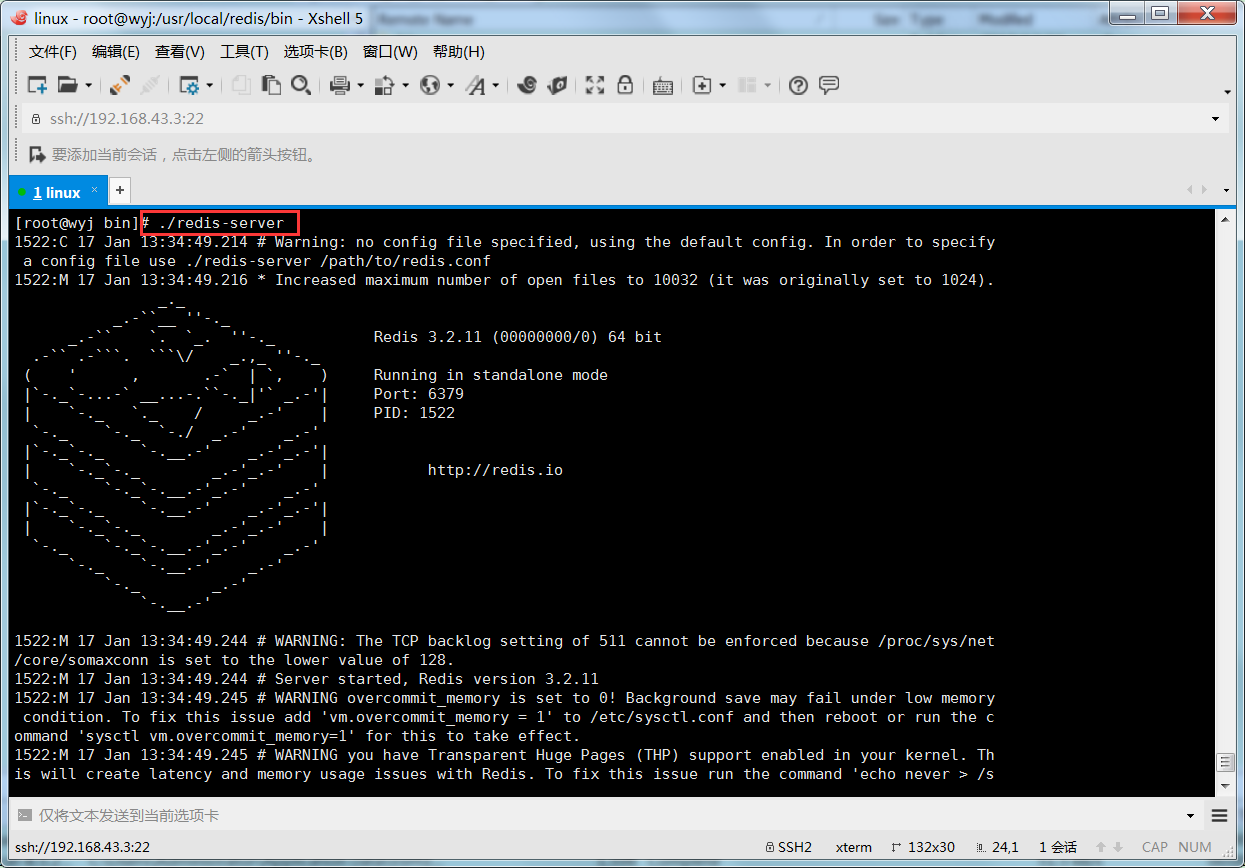 linux - root@wyj:/usr/local/redis/bin - Xshell 5
文件(F) 编辑(E) 查看(V) 工具(T) 选项卡(B) 窗口(W) 帮助(H)
ssh://192.168.43.3:22
要添加当前会话，点击左侧的箭头按钮。
1 linux × +
[root@wyj bin]# ./redis-server
1522:C 17 Jan 13:34:49.214 # Warning: no config file specified, using the default config. In order to specify
a config file use ./redis-server /path/to/redis.conf
1522:M 17 Jan 13:34:49.216 * Increased maximum number of open files to 10032 (it was originally set to 1024).
Redis 3.2.11 (00000000/0) 64 bit
Running in standalone mode
Port: 6379
PID: 1522
http://redis.io
1522:M 17 Jan 13:34:49.244 # WARNING: The TCP backlog setting of 511 cannot be enforced because /proc/sys/net
/core/somaxconn is set to the lower value of 128.
1522:M 17 Jan 13:34:49.244 # Server started, Redis version 3.2.11
1522:M 17 Jan 13:34:49.245 # WARNING overcommit_memory is set to 0! Background save may fail under low memory
condition. To fix this issue add 'vm.overcommit_memory = 1' to /etc/sysctl.conf and then reboot or run the c
ommand 'sysctl vm.overcommit_memory=1' for this to take effect.
1522:M 17 Jan 13:34:49.245 # WARNING you have Transparent Huge Pages (THP) support enabled in your kernel. Th
is will create latency and memory usage issues with Redis. To fix this issue run the command 'echo never > /s
仅将文本发送到当前选项卡
ssh://192.168.43.3:22 SSH2 xterm 132x30 24,1 1 会话 CAP NUM